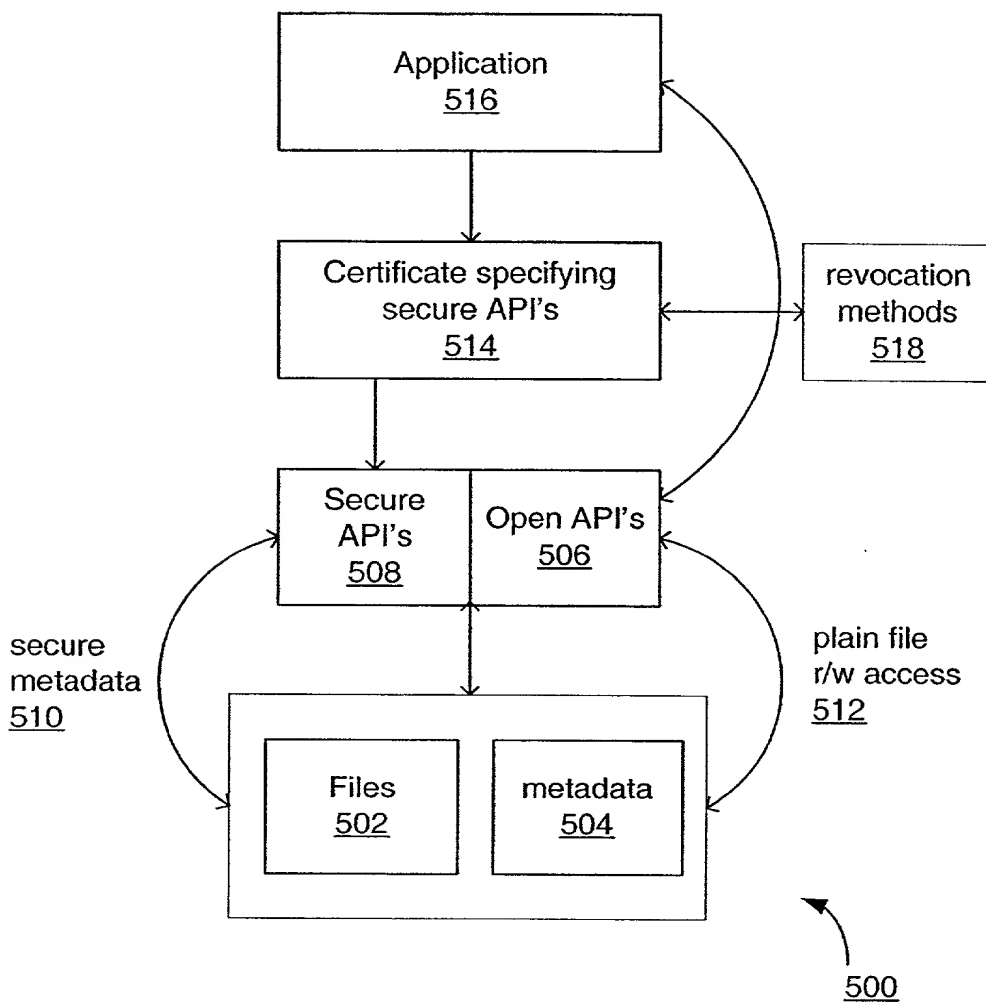 Application
516
Certificate specifying
secure API's
514
revocation
methods
518
Secure
API's
508
Open API's
506
secure
metadata
510
plain file
r/w access
512
Files
502
metadata
504
500